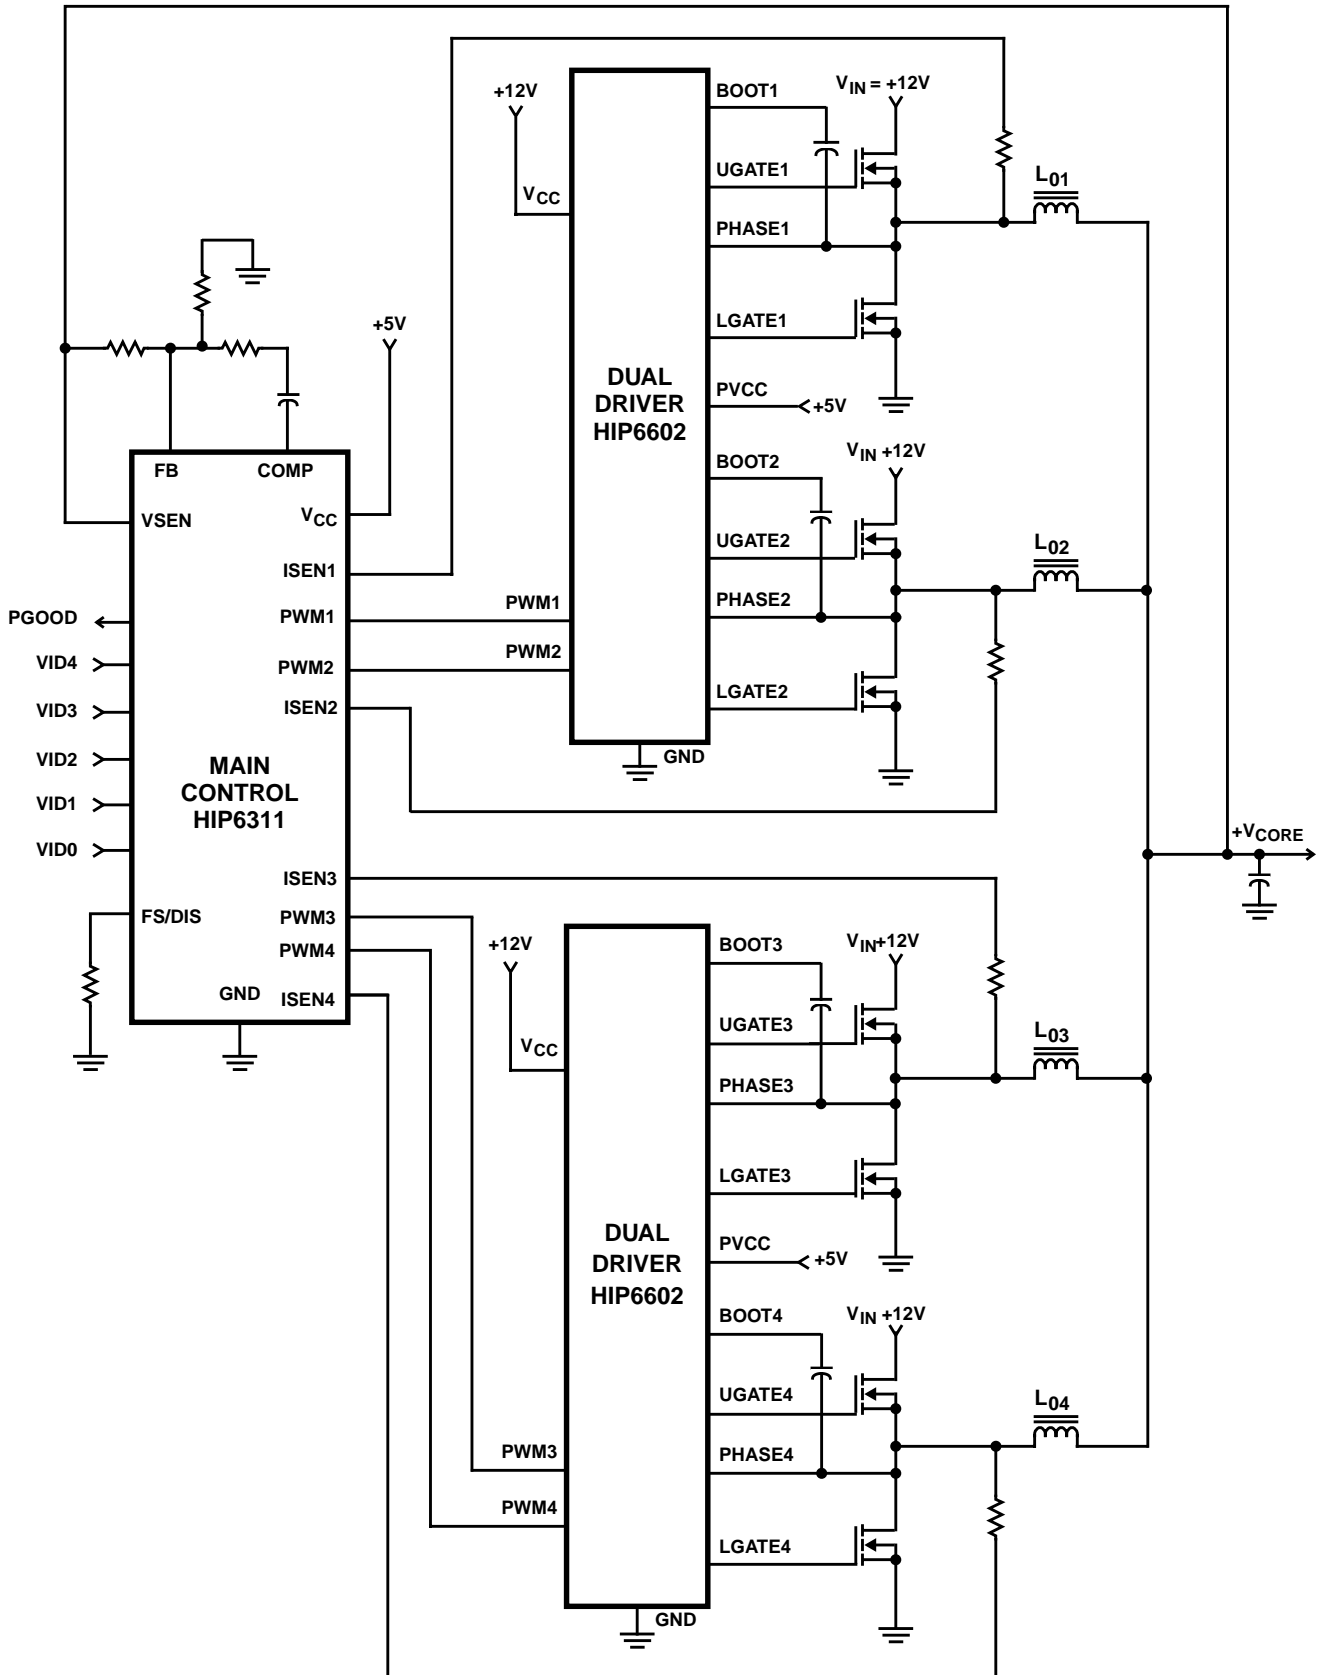 +12V
BOOT1
VIN = +12V
UGATE1
VCC
L01
PHASE1
+5V
LGATE1
DUAL
DRIVER
HIP6602
PVCC
+5V
VIN +12V
BOOT2
FB
COMP
VSEN
VCC
UGATE2
L02
ISEN1
PWM1
PHASE2
PGOOD
PWM1
PWM2
VID4
PWM2
LGATE2
VID3
ISEN2
VID2
GND
MAIN
CONTROL
HIP6311
VID1
VID0
+VCORE
ISEN3
FS/DIS
PWM3
PWM4
GND
ISEN4
+12V
BOOT3
VIN+12V
UGATE3
VCC
L03
PHASE3
LGATE3
DUAL
DRIVER
HIP6602
PVCC
+5V
BOOT4
VIN +12V
UGATE4
L04
PWM3
PHASE4
PWM4
LGATE4
GND